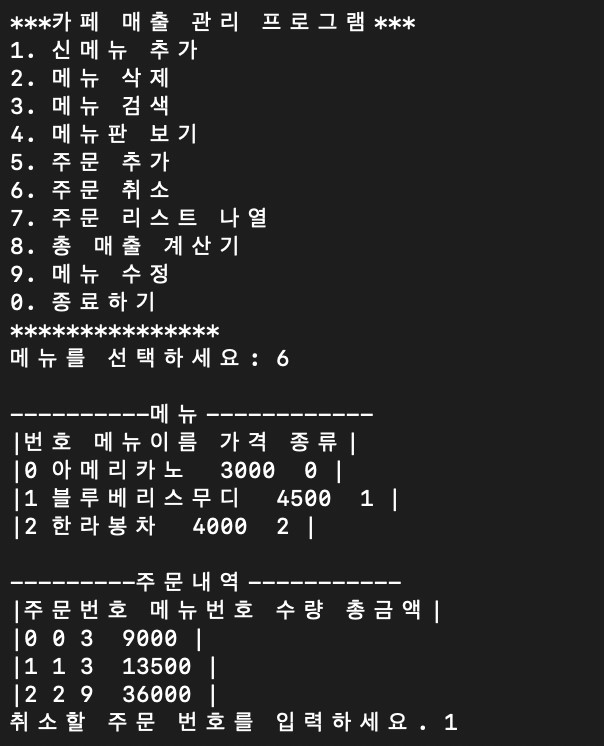 ***카페 매출 관리 프로그램***
1. 신메뉴 추가
2. 메뉴 삭제
3. 메뉴 검색
4. 메뉴판 보기
5. 주문 추가
6. 주문 취소
7. 주문 리스트 나열
8. 총 매출 계산기
9. 메뉴 수정
0. 종료하기
***************
메뉴를 선택하세요: 6
----------메뉴------------
|번호 메뉴이름 가격 종류|
|0 아메리카노  3000  0 |
|1 블루베리스무디  4500  1 |
|2 한라봉차  4000  2 |
---------주문내역-----------
|주문번호 메뉴번호 수량 총금액|
|0 0 3  9000 |
|1 1 3  13500 |
|2 2 9  36000 |
취소할 주문 번호를 입력하세요. 1